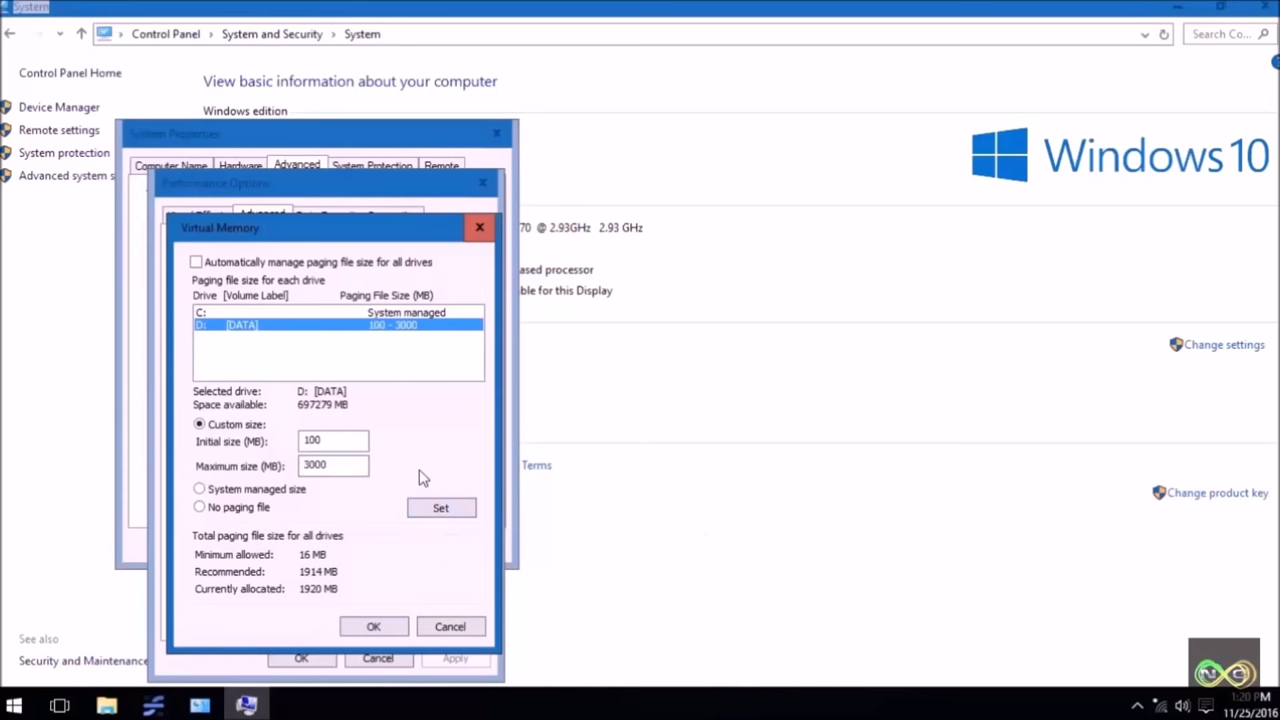 System
Control Panel > System and Security > System
Search Co...
Control Panel Home
View basic information about your computer
Device Manager
Windows edition
Remote settings
System protection
Advanced system s
Windows 10
System Properties
Computer Name Hardware Advanced System Protection Remote
Performance Options
Advanced
Virtual Memory
70 @ 2.93GHz 2.93 GHz
Automatically manage paging file size for all drives
ased processor
Paging file size for each drive
ble for this Display
Drive [Volume Label] Paging File Size (MB)
C: System managed
D: [DATA] 100 - 3000
Change settings
Selected drive: D: [DATA]
Space available: 697279 MB
Custom size:
Initial size (MB): 100
Maximum size (MB): 3000
Terms
System managed size
Change product key
No paging file
Set
Total paging file size for all drives
Minimum allowed: 16 MB
Recommended: 1914 MB
Currently allocated: 1920 MB
OK Cancel
See also
Security and Maintenance
OK Cancel Apply
1:20 PM
11/25/2016